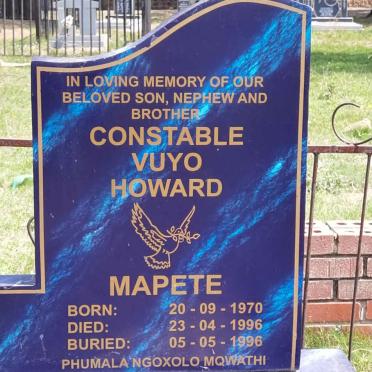 IN LOVING MEMORY OF OUR
BELOVED SON, NEPHEW AND
BROTHER
CONSTABLE
VUYO
HOWARD
MAPETE
BORN: 20 - 09 - 1970
DIED: 23 - 04 - 1996
BURIED: 05 - 05 - 1996
PHUMALA NGOXOLO MQWATHI